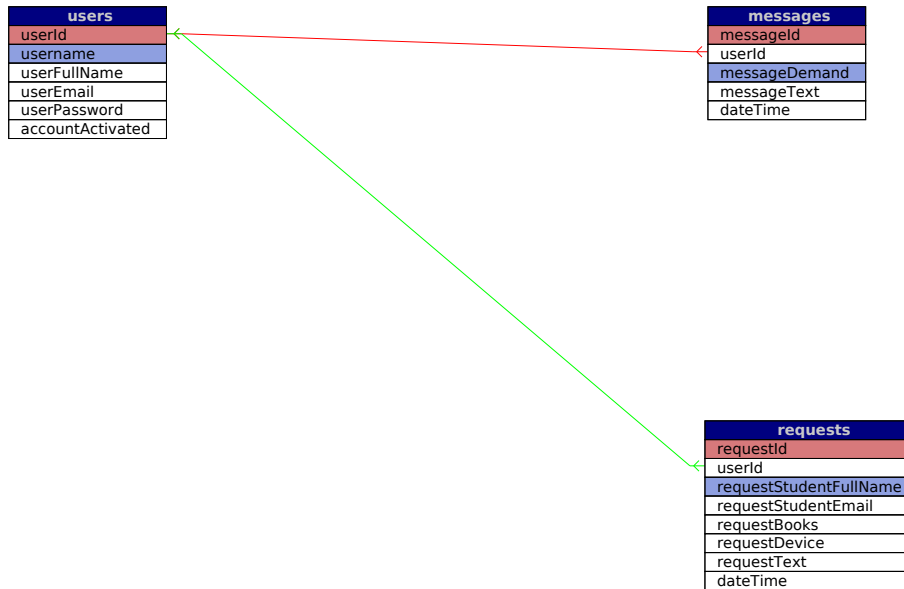 users
userId
username
userFullName
userEmail
userPassword
accountActivated
messages
messageId
userId
messageDemand
messageText
dateTime
requests
requestId
userId
requestStudentFullName
requestStudentEmail
requestBooks
requestDevice
requestText
dateTime